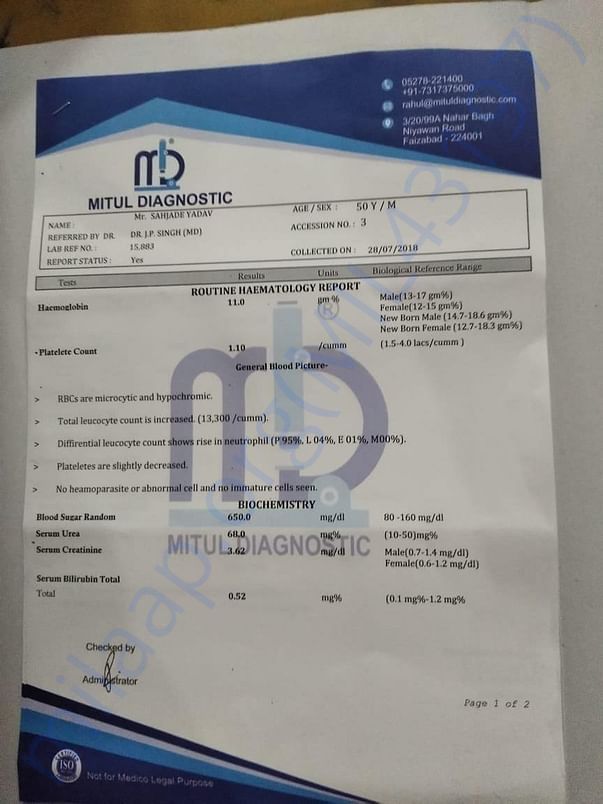 05278-221400
+91-7317375000
rahul@mituldiagnostic.com
3/20/99A Nahar Bagh
Niyawan Road
Faizabad - 224001
MITUL DIAGNOSTIC
NAME : Mr. SAHJADE YADAV AGE / SEX : 50 Y / M
REFERRED BY DR. DR. J.P. SINGH (MD) ACCESSION NO. : 3
LAB REF NO. : 15,883
REPORT STATUS : Yes COLLECTED ON : 28/07/2018
Tests Results Units Biological Reference Range
ROUTINE HAEMATOLOGY REPORT
Haemoglobin 11.0 gm % Male(13-17 gm%)
Female(12-15 gm%)
New Born Male (14.7-18.6 gm%)
New Born Female (12.7-18.3 gm%)
-Platelete Count 1.10 /cumm (1.5-4.0 lacs/cumm )
General Blood Picture-
> RBCs are microcytic and hypochromic.
> Total leucocyte count is increased. (13,300 /cumm).
> Diffirential leucocyte count shows rise in neutrophil (P 95%, L 04%, E 01%, M00%).
> Plateletes are slightly decreased.
> No heamoparasite or abnormal cell and no immature cells seen.
BIOCHEMISTRY
Blood Sugar Random 650.0 mg/dl 80 -160 mg/dl
Serum Urea 68.0 mg% (10-50)mg%
Serum Creatinine 3.62 mg/dl Male(0.7-1.4 mg/dl)
Female(0.6-1.2 mg/dl)
MITUL DIAGNOSTIC
Serum Bilirubin Total
Total 0.52 mg% (0.1 mg%-1.2 mg%
Checked by
Administrator
Page 1 of 2
ISO
Not for Medico Legal Purpose